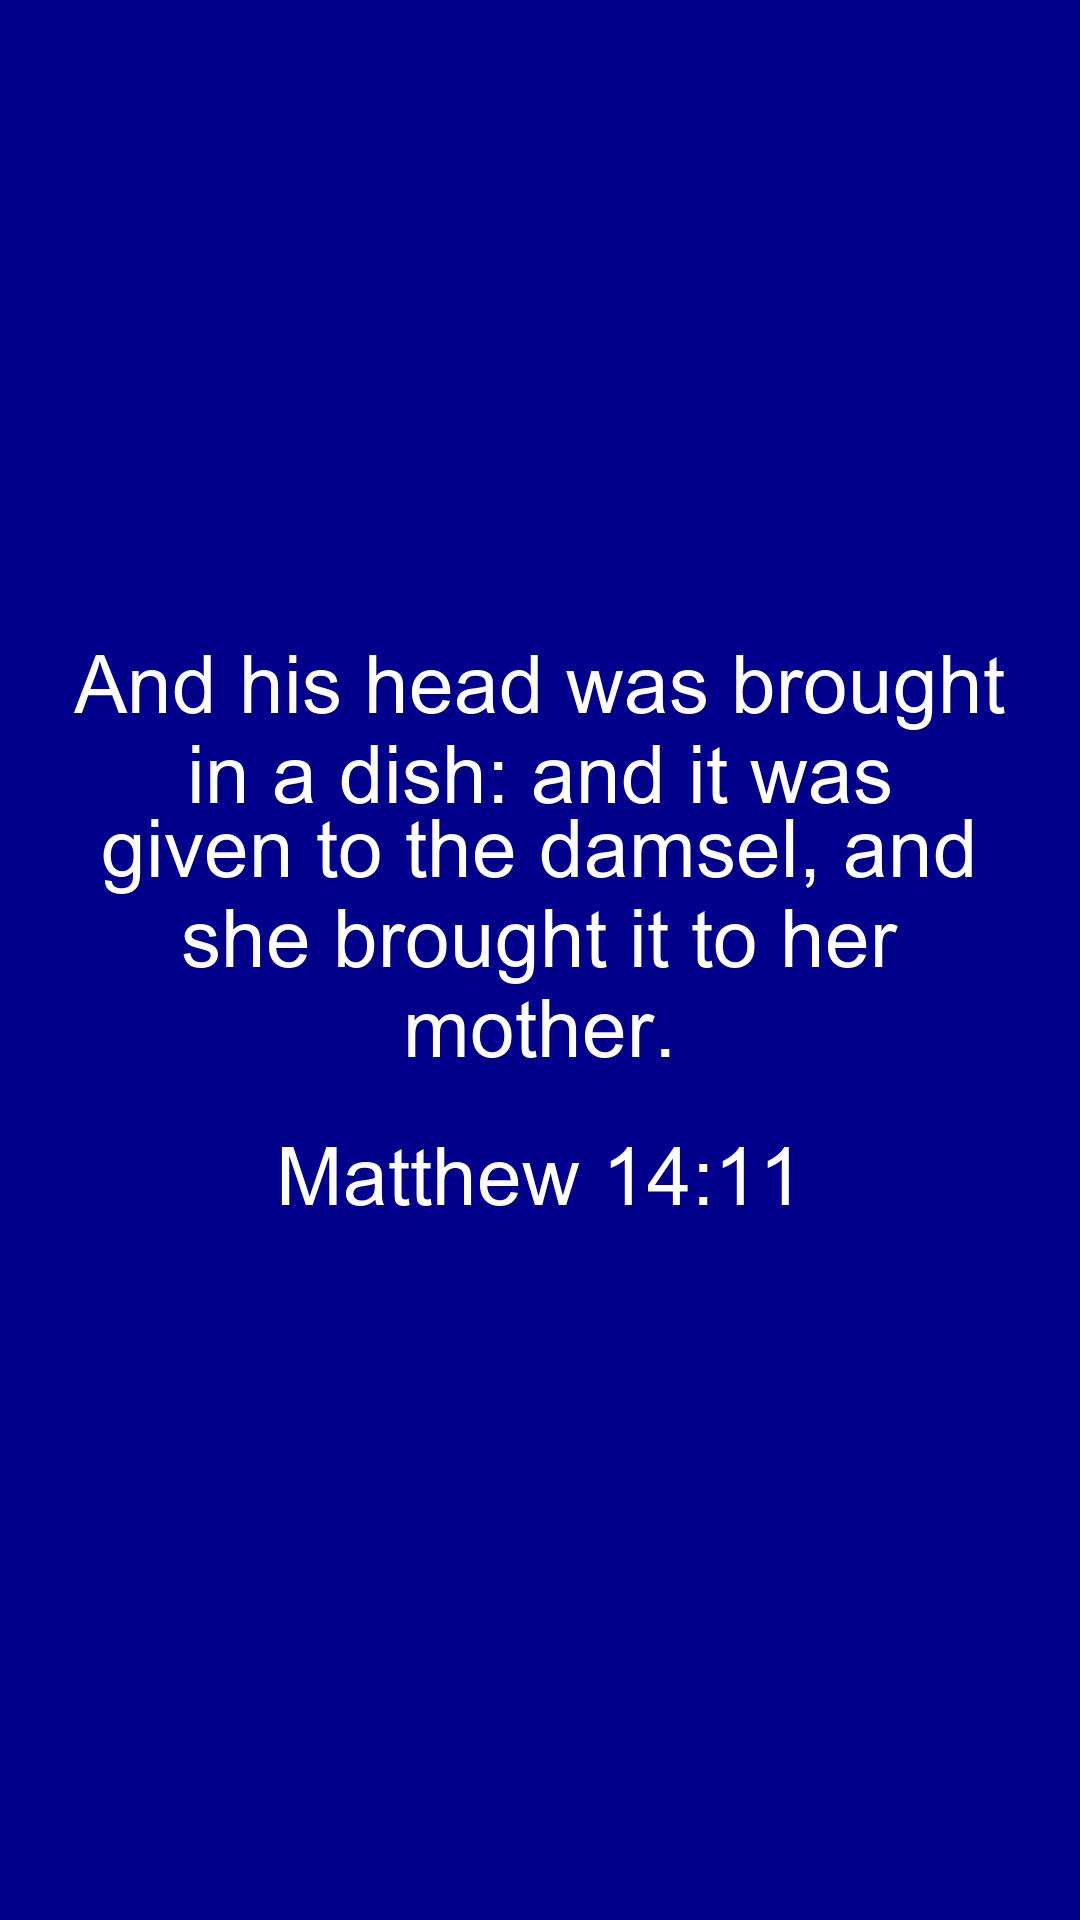 And his head was brought
in a dish: and it was
given to the damsel, and
she brought it to her
mother.
Matthew 14:11